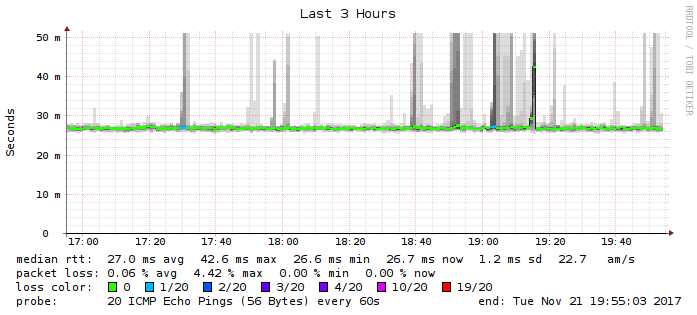 Last 3 Hours
RRDTOOL / TOBI OETIKER
Seconds
50 m
40 m
30 m
20 m
10 m
0
17:00 17:20 17:40 18:00 18:20 18:40 19:00 19:20 19:40
median rtt: 27.0 ms avg 42.6 ms max 26.6 ms min 26.7 ms now 1.2 ms sd 22.7 am/s
packet loss: 0.06 % avg 4.42 % max 0.00 % min 0.00 % now
loss color: 0 1/20 2/20 3/20 4/20 10/20 19/20
probe: 20 ICMP Echo Pings (56 Bytes) every 60s end: Tue Nov 21 19:55:03 2017